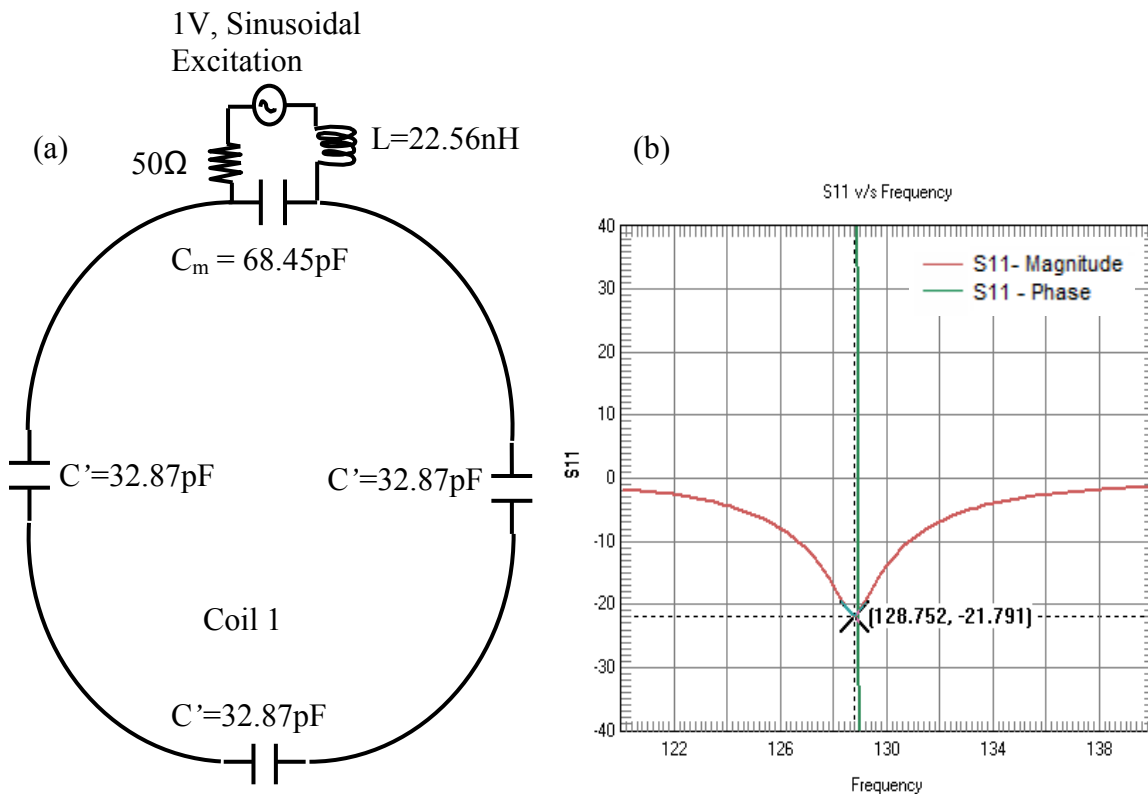 1V, Sinusoidal
Excitation
(a)
50Ω
L=22.56nH
Cm = 68.45pF
C'=32.87pF
C'=32.87pF
Coil 1
C'=32.87pF
(b)
S11 v/s Frequency
S11- Magnitude
S11 - Phase
40
30
20
10
0
-10
-20
-30
-40
S11
(128.752, -21.791)
122 126 130 134 138
Frequency